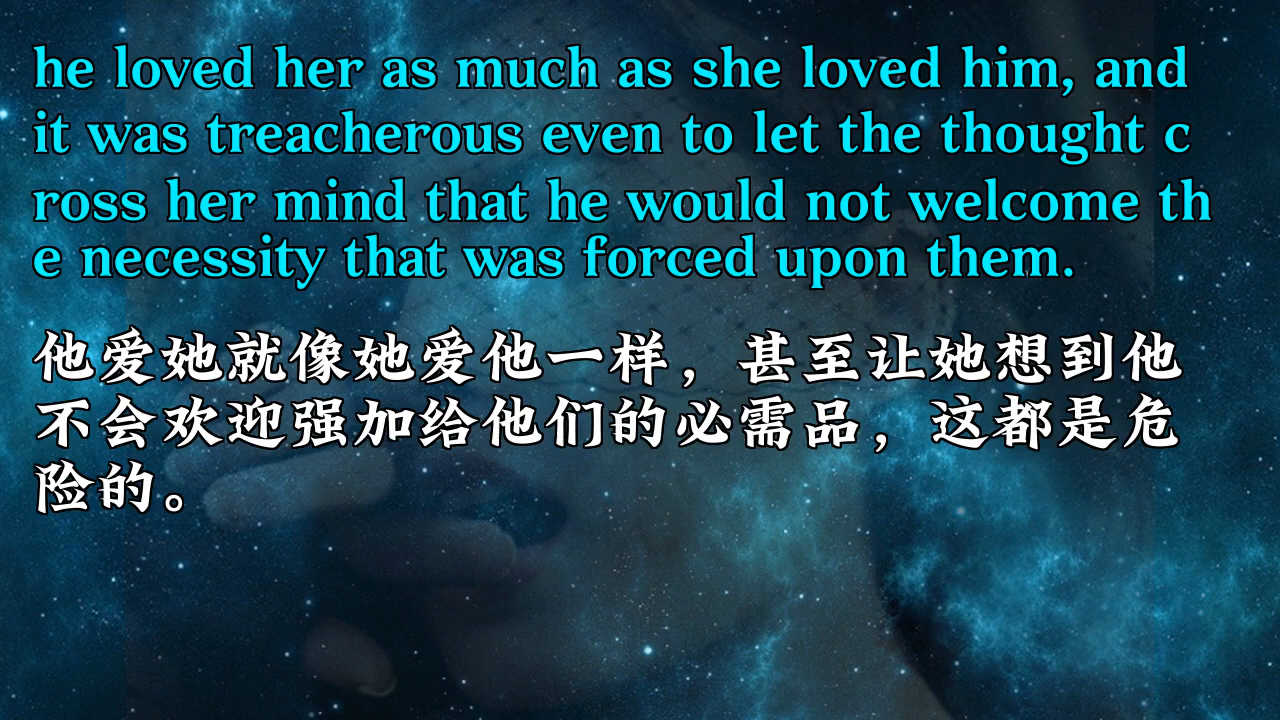 he loved her as much as she loved him, and
it was treacherous even to let the thought c
ross her mind that he would not welcome th
e necessity that was forced upon them.
他爱她就像她爱他一样，甚至让她想到他
不会欢迎强加给他们的必需品，这都是危
险的。